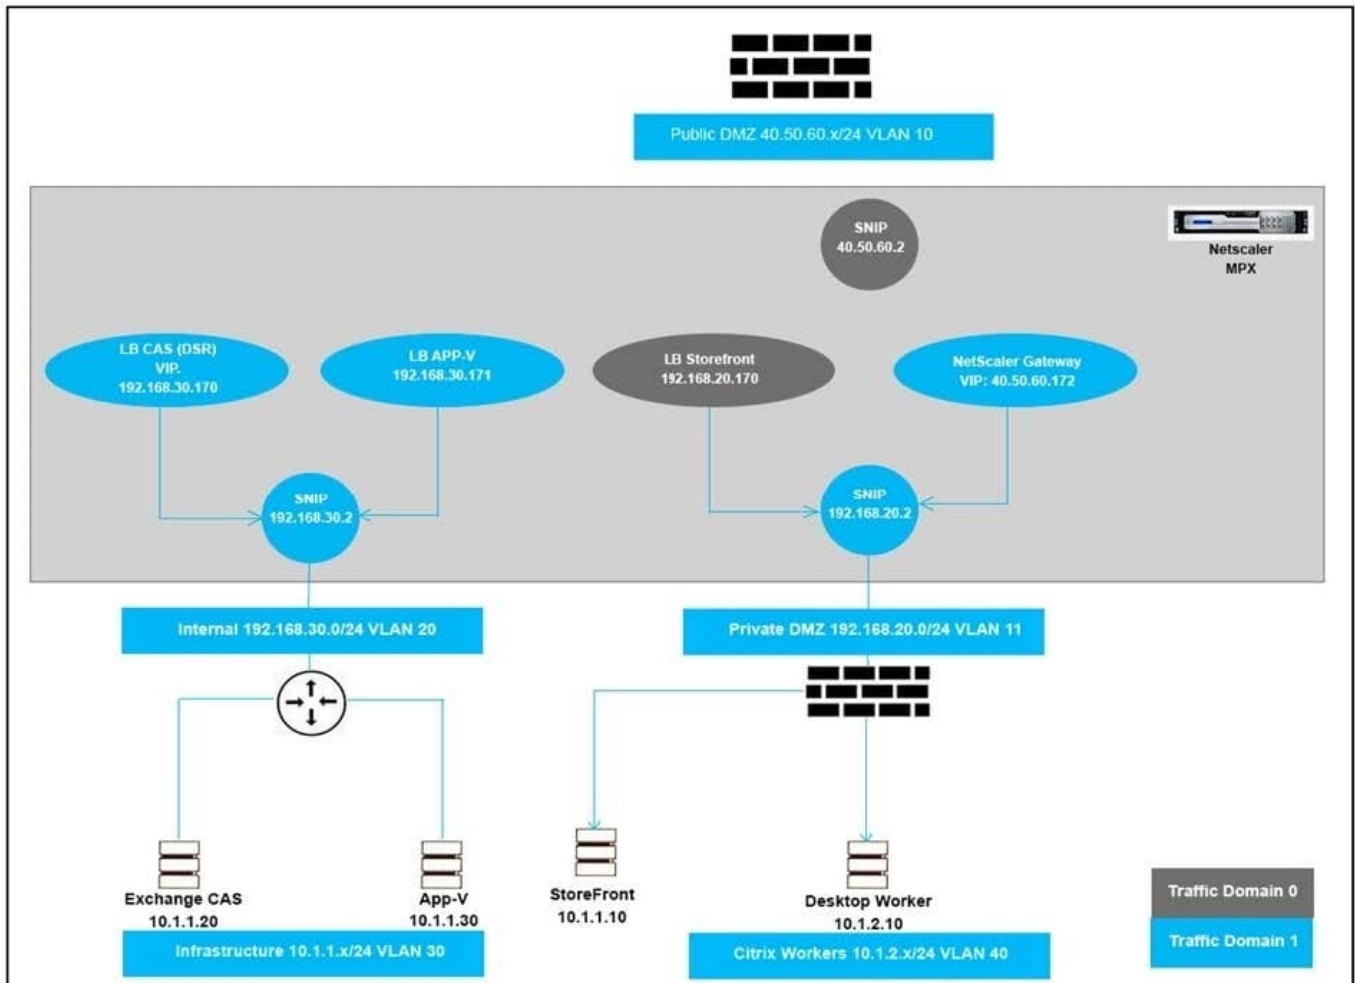 Public DMZ 40.50.60.x/24 VLAN 10
SNIP
40.50.60.2
Netscaler
MPX
LB CAS (DSR)
VIP.
192.168.30.170
LB APP-V
192.168.30.171
LB Storefront
192.168.20.170
NetScaler Gateway
VIP: 40.50.60.172
SNIP
192.168.30.2
SNIP
192.168.20.2
Internal 192.168.30.0/24 VLAN 20
Private DMZ 192.168.20.0/24 VLAN 11
Exchange CAS
10.1.1.20
App-V
10.1.1.30
StoreFront
10.1.1.10
Desktop Worker
10.1.2.10
Infrastructure 10.1.1.x/24 VLAN 30
Citrix Workers 10.1.2.x/24 VLAN 40
Traffic Domain 0
Traffic Domain 1